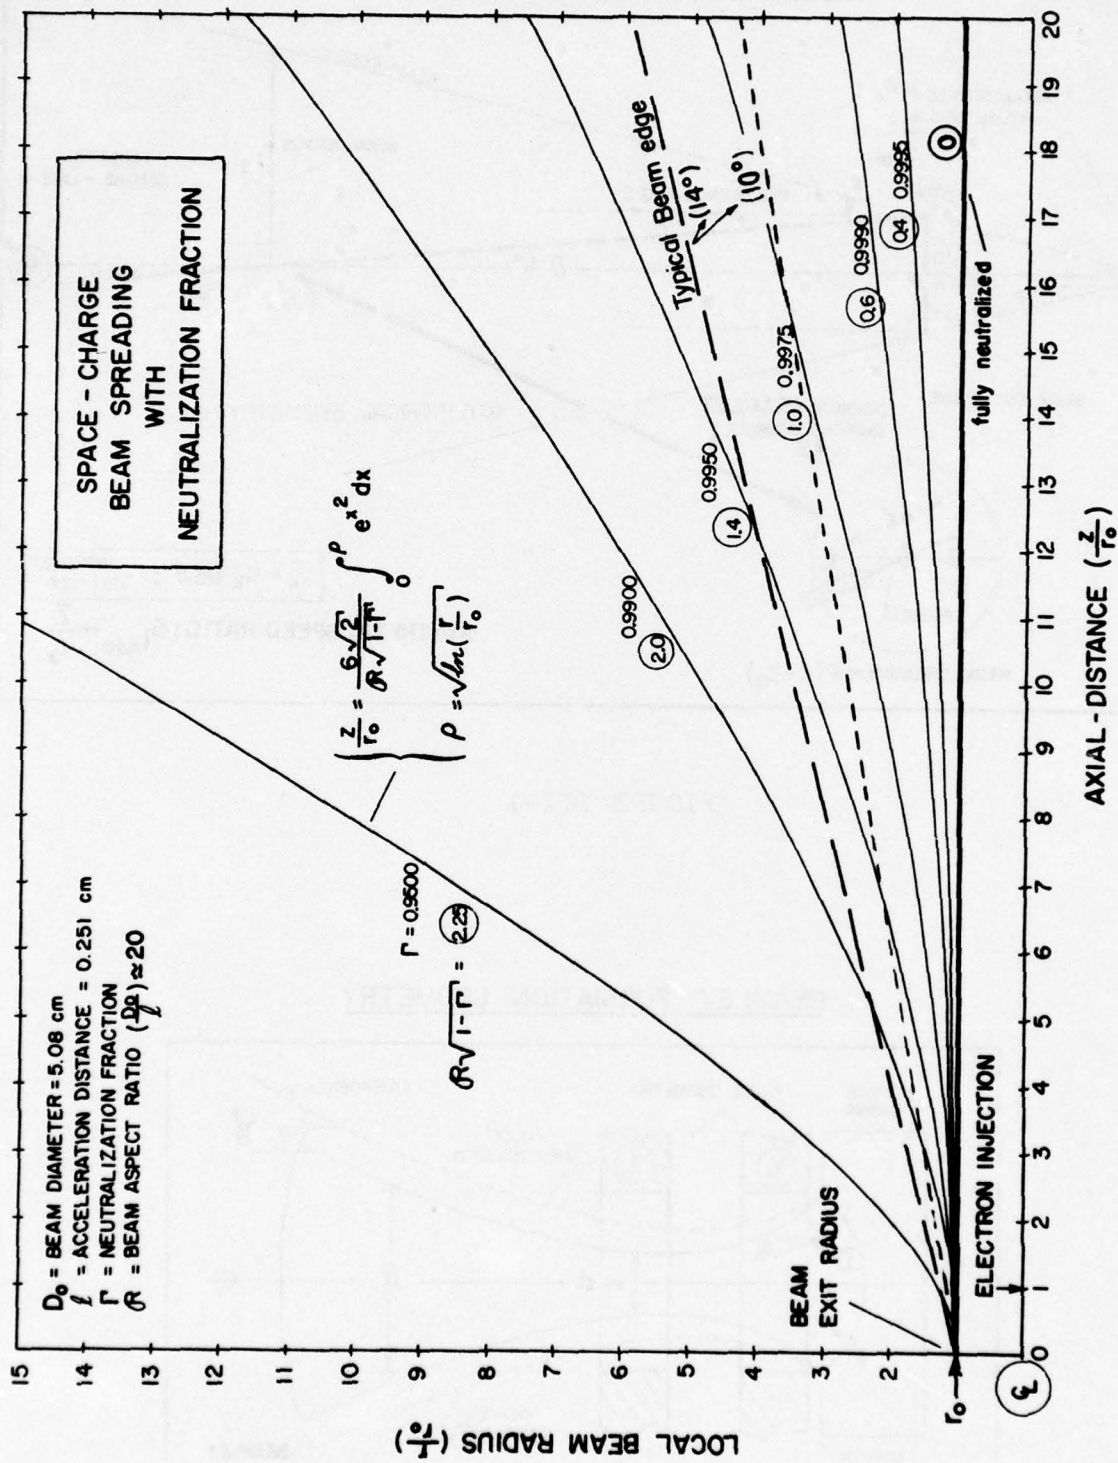 SPACE - CHARGE
BEAM SPREADING
WITH
NEUTRALIZATION FRACTION
D₀ = BEAM DIAMETER = 5.08 cm
ℓ = ACCELERATION DISTANCE = 0.251 cm
Γ = NEUTRALIZATION FRACTION
ℛ = BEAM ASPECT RATIO (D₀/ℓ) ≈ 20
z/r₀ = 6√2 / ℛ√1-Γ ∫₀^ρ e^x² dx
ρ = √ln(r/r₀)
Γ = 0.9500
ℛ√1-Γ = 2.25
0.9900
2.0
0.9950
1.4
0.9975
1.0
0.9990
0.6
0.9995
0.4
0
Typical Beam edge
(14°)
(10°)
fully neutralized
BEAM
EXIT RADIUS
ELECTRON INJECTION
LOCAL BEAM RADIUS (r/r₀)
15
14
13
12
11
10
9
8
7
6
5
4
3
2
r₀
℄
0 1 2 3 4 5 6 7 8 9 10 11 12 13 14 15 16 17 18 19 20
AXIAL - DISTANCE (z/r₀)